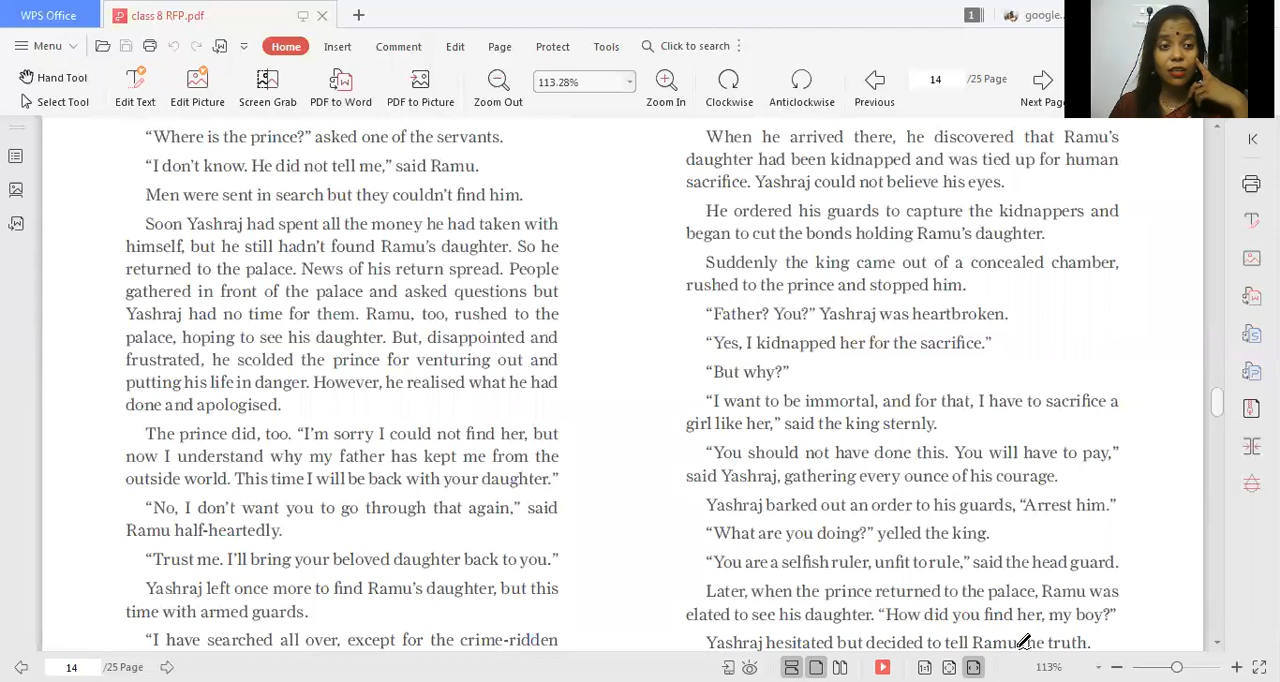 WPS Office
class 8 RFP.pdf
1
google...
Menu
Home
Insert
Comment
Edit
Page
Protect
Tools
Click to search
Hand Tool
Select Tool
Edit Text
Edit Picture
Screen Grab
PDF to Word
PDF to Picture
Zoom Out
113.28%
Zoom In
Clockwise
Anticlockwise
Previous
14
/25 Page
Next Pag
“Where is the prince?” asked one of the servants.
“I don’t know. He did not tell me,” said Ramu.
Men were sent in search but they couldn’t find him.
Soon Yashraj had spent all the money he had taken with
himself, but he still hadn’t found Ramu’s daughter. So he
returned to the palace. News of his return spread. People
gathered in front of the palace and asked questions but
Yashraj had no time for them. Ramu, too, rushed to the
palace, hoping to see his daughter. But, disappointed and
frustrated, he scolded the prince for venturing out and
putting his life in danger. However, he realised what he had
done and apologised.
The prince did, too. “I’m sorry I could not find her, but
now I understand why my father has kept me from the
outside world. This time I will be back with your daughter.”
“No, I don’t want you to go through that again,” said
Ramu half-heartedly.
“Trust me. I’ll bring your beloved daughter back to you.”
Yashraj left once more to find Ramu’s daughter, but this
time with armed guards.
“I have searched all over, except for the crime-ridden
When he arrived there, he discovered that Ramu’s
daughter had been kidnapped and was tied up for human
sacrifice. Yashraj could not believe his eyes.
He ordered his guards to capture the kidnappers and
began to cut the bonds holding Ramu’s daughter.
Suddenly the king came out of a concealed chamber,
rushed to the prince and stopped him.
“Father? You?” Yashraj was heartbroken.
“Yes, I kidnapped her for the sacrifice.”
“But why?”
“I want to be immortal, and for that, I have to sacrifice a
girl like her,” said the king sternly.
“You should not have done this. You will have to pay,”
said Yashraj, gathering every ounce of his courage.
Yashraj barked out an order to his guards, “Arrest him.”
“What are you doing?” yelled the king.
“You are a selfish ruler, unfit to rule,” said the head guard.
Later, when the prince returned to the palace, Ramu was
elated to see his daughter. “How did you find her, my boy?”
Yashraj hesitated but decided to tell Ramu the truth.
14
/25 Page
113%